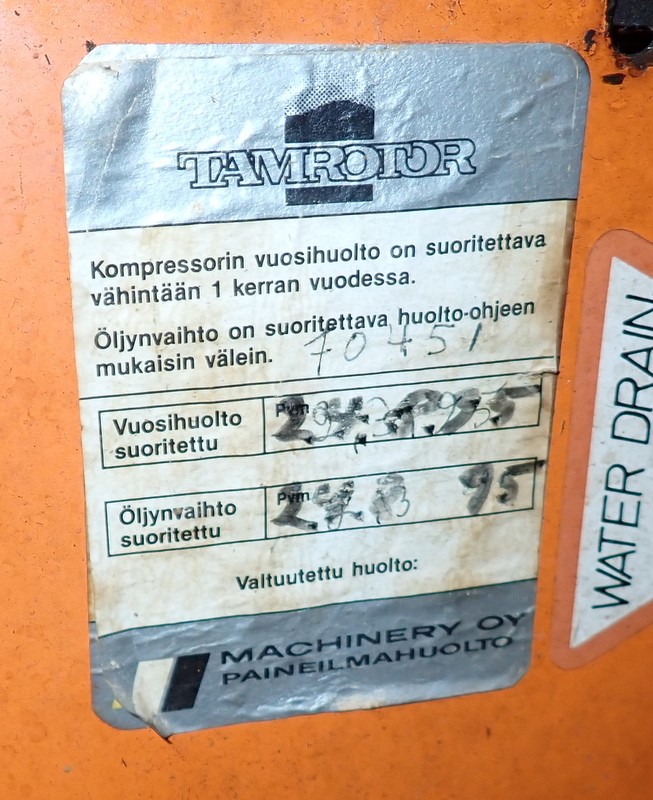 TAMROTOR
Kompressorin vuosihuolto on suoritettava
vähintään 1 kerran vuodessa.
Öljynvaihto on suoritettava huolto-ohjeen
mukaisin välein. 70451
Vuosihuolto
suoritettu
Pvm
Öljynvaihto
suoritettu
Pvm 95
Valtuutettu huolto:
MACHINERY OY
PAINEILMAHUOLTO
WATER DRAIN